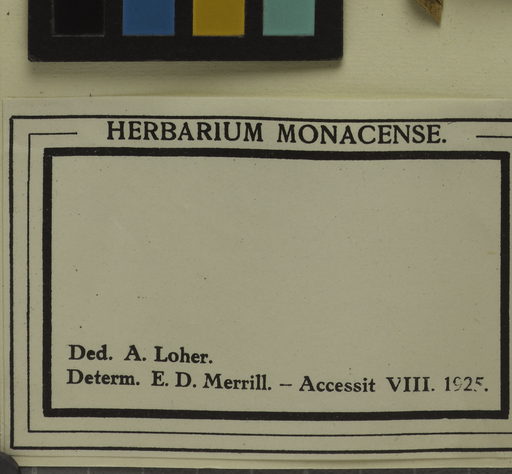 HERBARIUM MONACENSE.
Ded. A. Loher.
Determ. E. D. Merrill. – Accessit VIII. 1925.